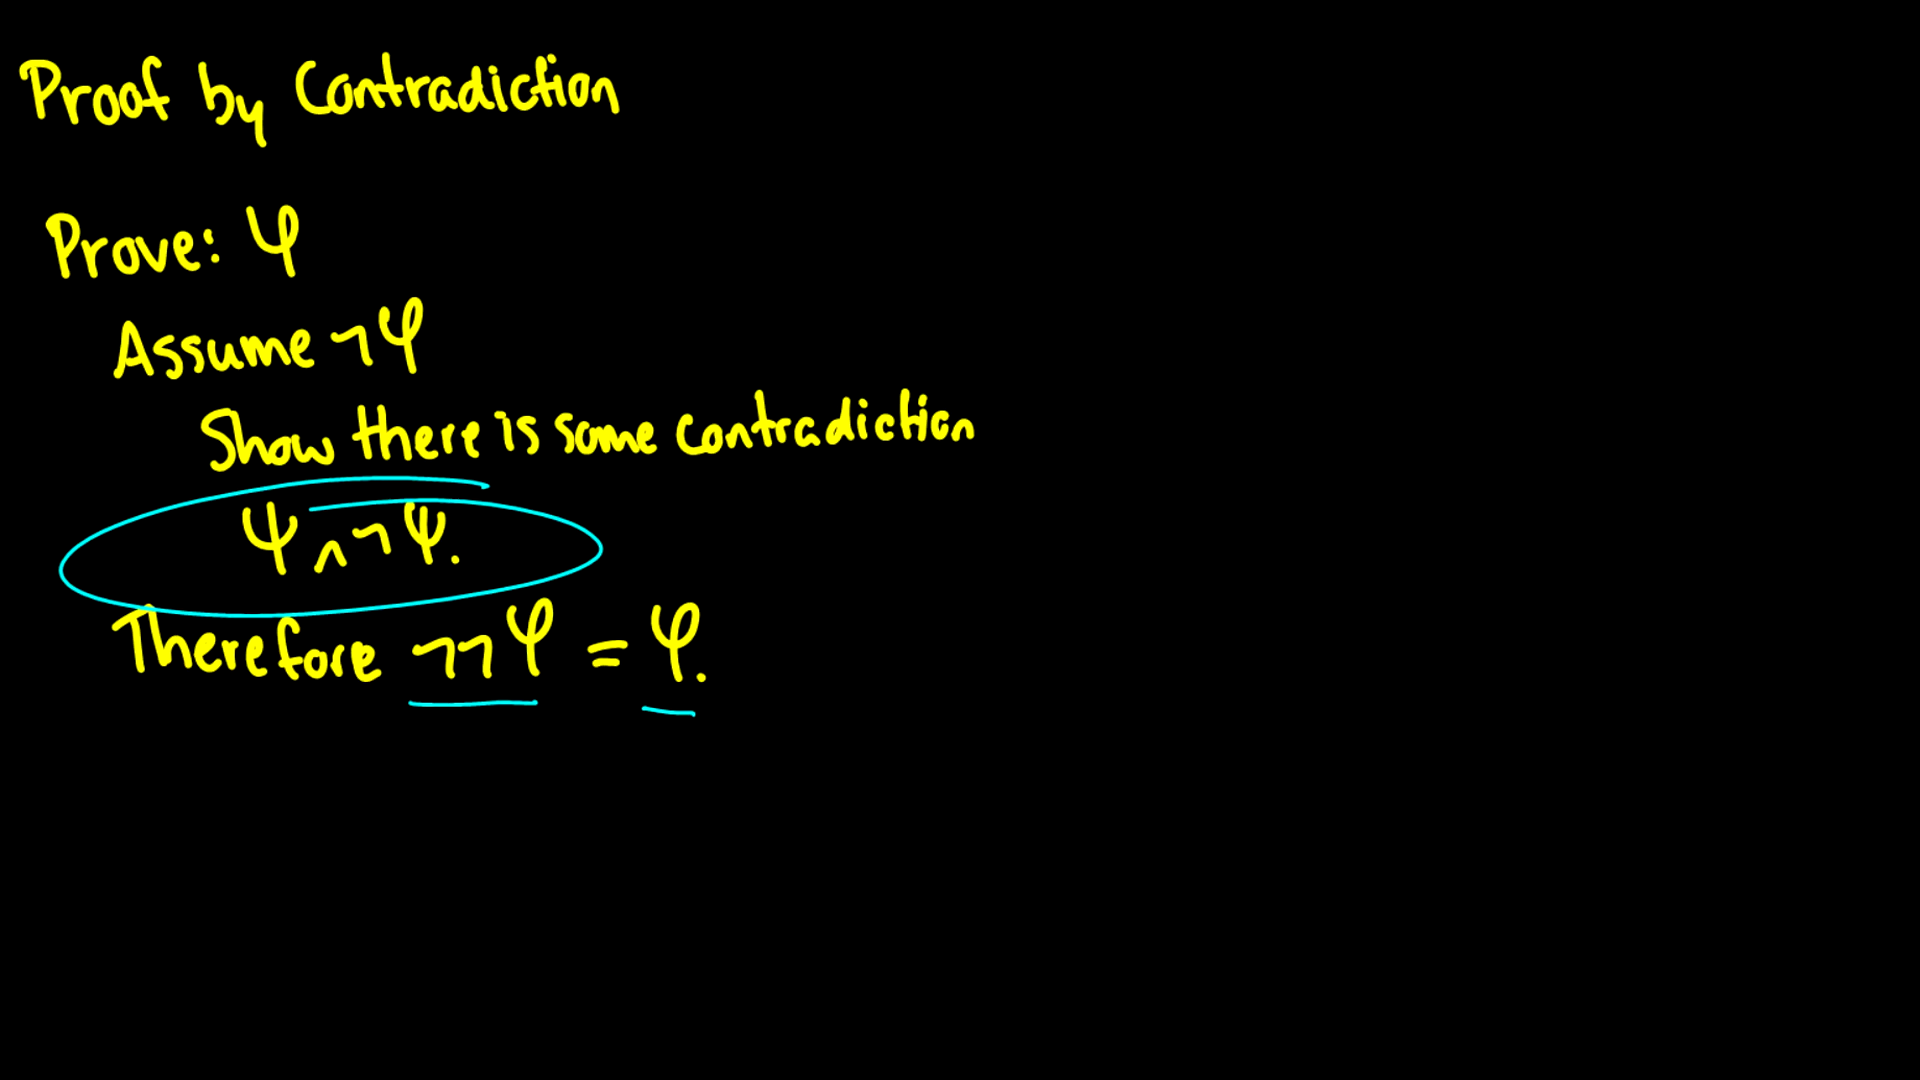 Proof by Contradiction
Prove: φ
Assume ¬φ
Show there is some contradiction
ψ ∧ ¬ψ.
Therefore ¬¬φ = φ.